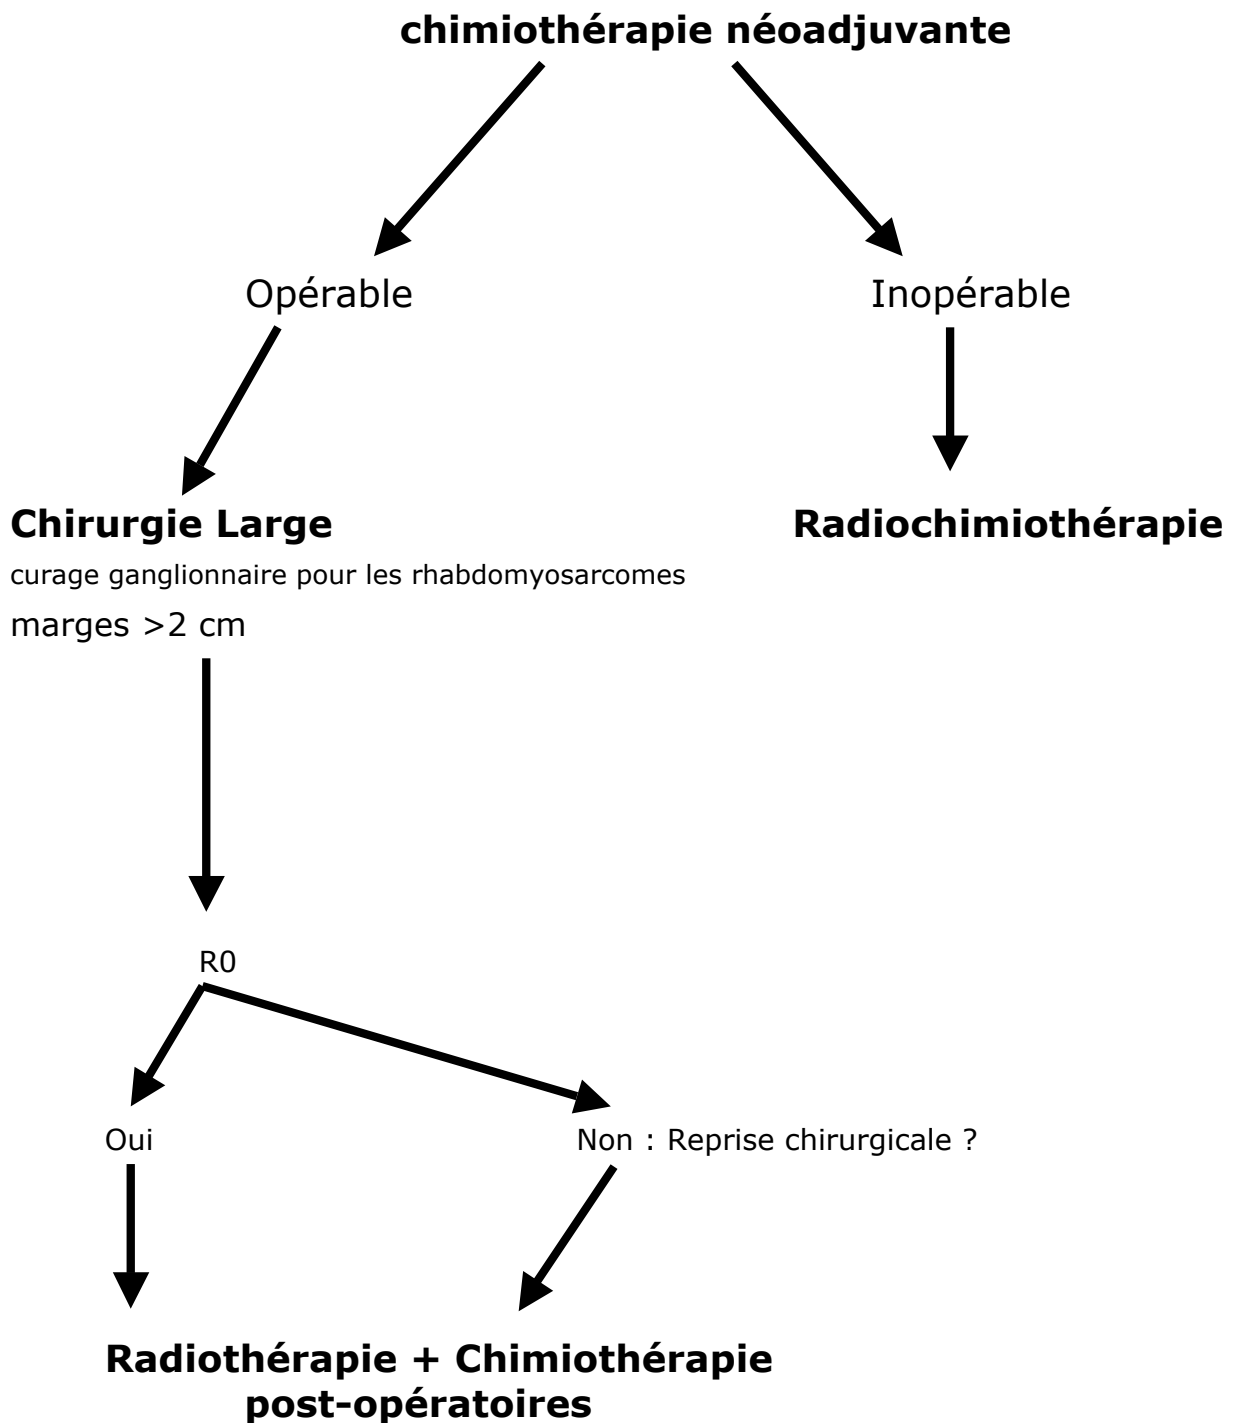 chimiothérapie néoadjuvante
Opérable
Inopérable
Chirurgie Large
Radiochimiothérapie
curage ganglionnaire pour les rhabdomyosarcomes
marges >2 cm
R0
Oui
Non : Reprise chirurgicale ?
Radiothérapie + Chimiothérapie
post-opératoires